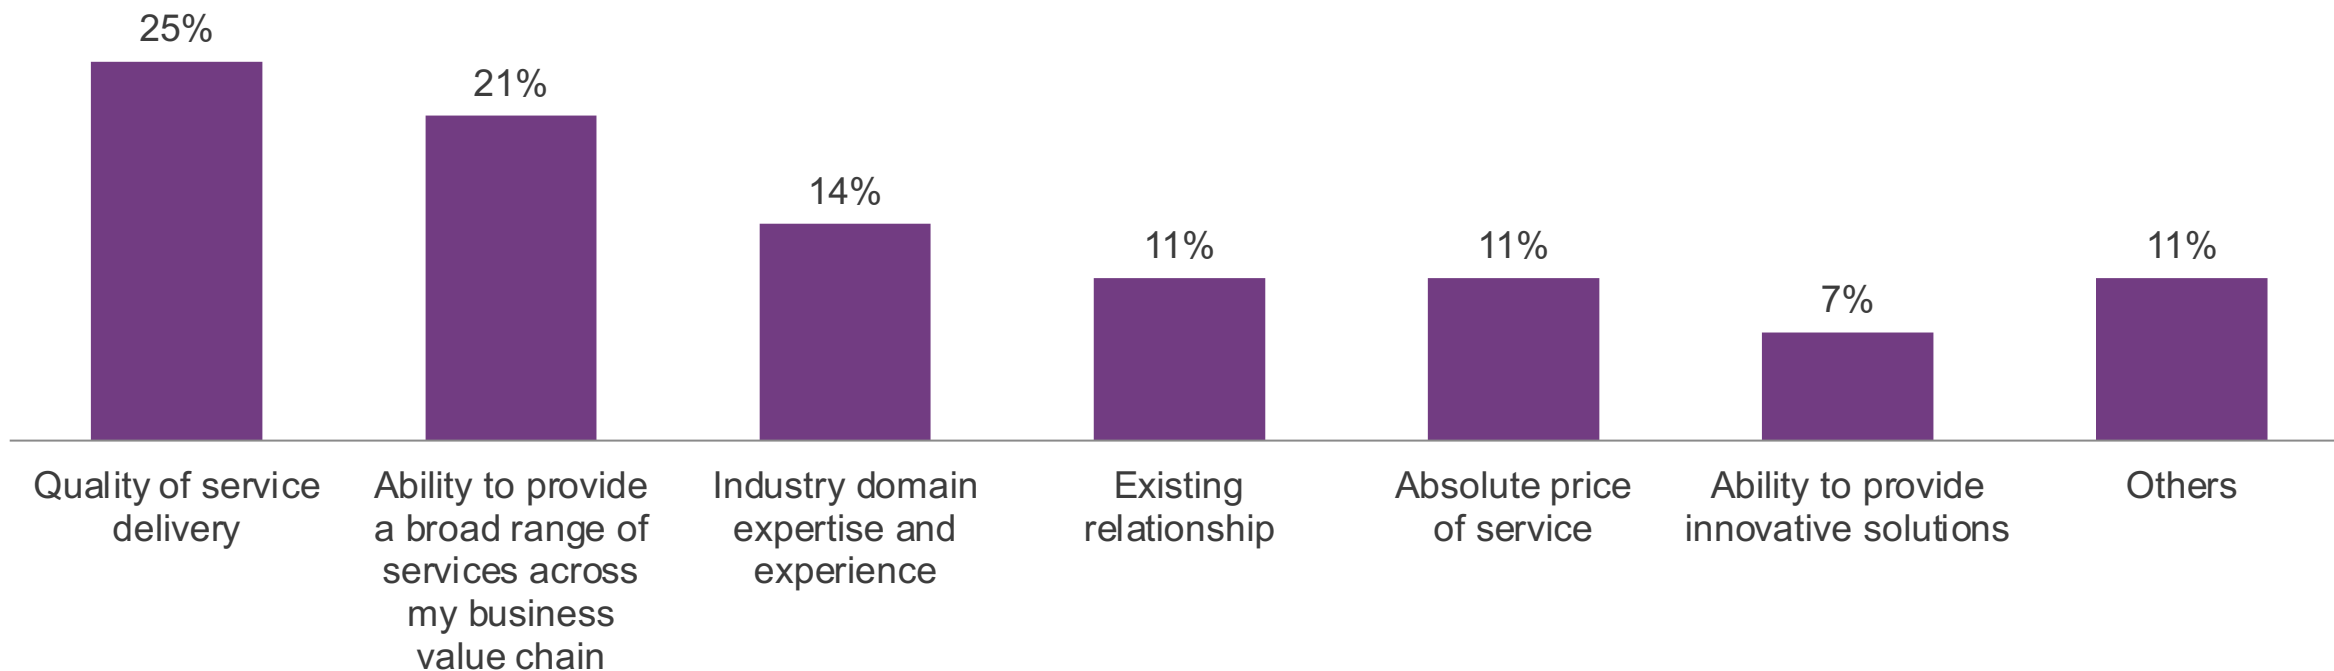 25%
21%
14%
11%
11%
7%
11%
Quality of service
delivery
Ability to provide
a broad range of
services across
my business
value chain
Industry domain
expertise and
experience
Existing
relationship
Absolute price
of service
Ability to provide
innovative solutions
Others